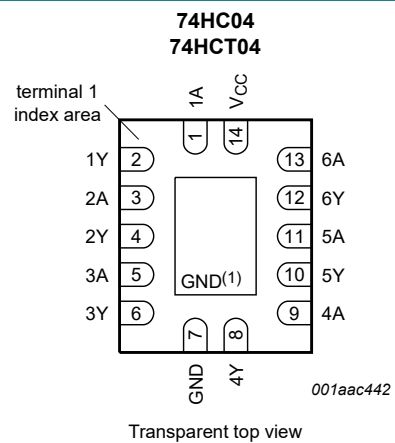 74HC04
74HCT04
terminal 1
index area
1A
VCC
1
14
1Y 2
13 6A
2A 3
12 6Y
2Y 4
11 5A
3A 5
10 5Y
3Y 6
9 4A
GND(1)
7
8
GND
4Y
001aac442
Transparent top view